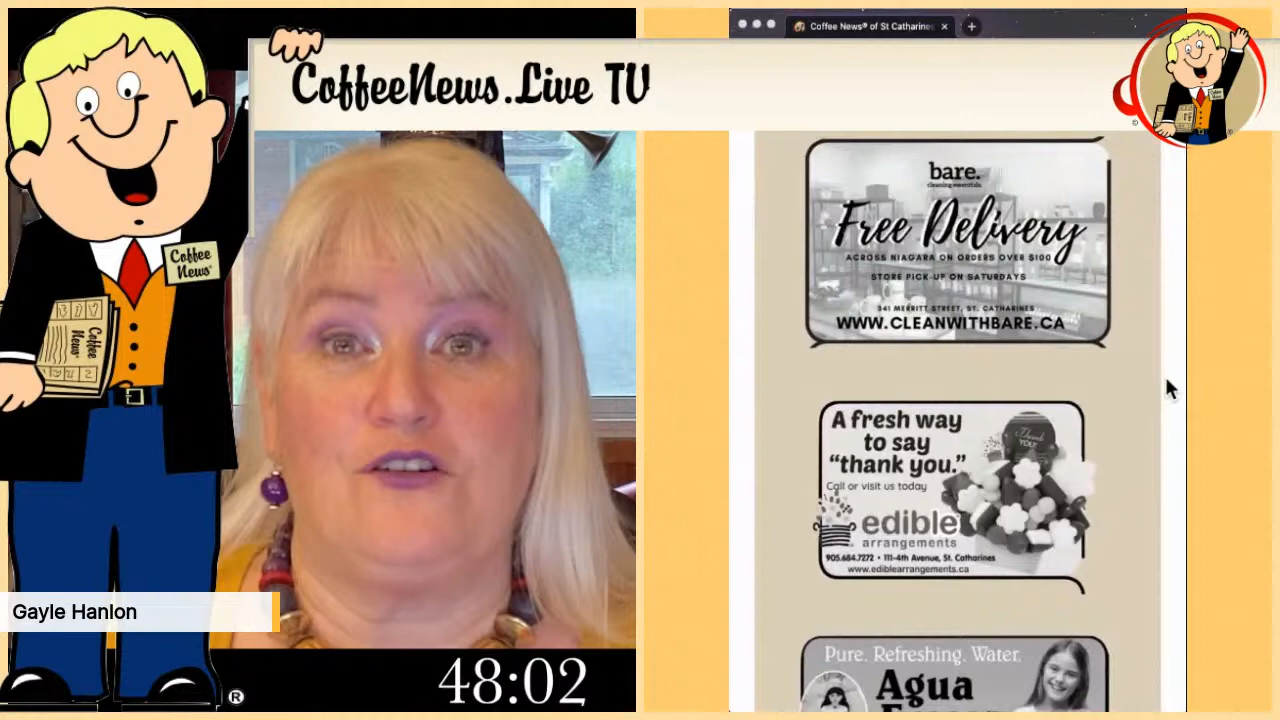 Coffee News® of St Catharines
CoffeeNews.Live TV
Coffee
News®
Coffee
News
bare.
cleaning essentials.
Free Delivery
ACROSS NIAGARA ON ORDERS OVER $100
STORE PICK-UP ON SATURDAYS
341 MERRITT STREET, ST. CATHARINES
WWW.CLEANWITHBARE.CA
A fresh way
to say
"thank you."
Thank
YOU!
Call or visit us today
edible
arrangements
905.684.7272 • 111-4th Avenue, St. Catharines
www.ediblearrangements.ca
Pure. Refreshing. Water.
Agua
Gayle Hanlon
48:02
®